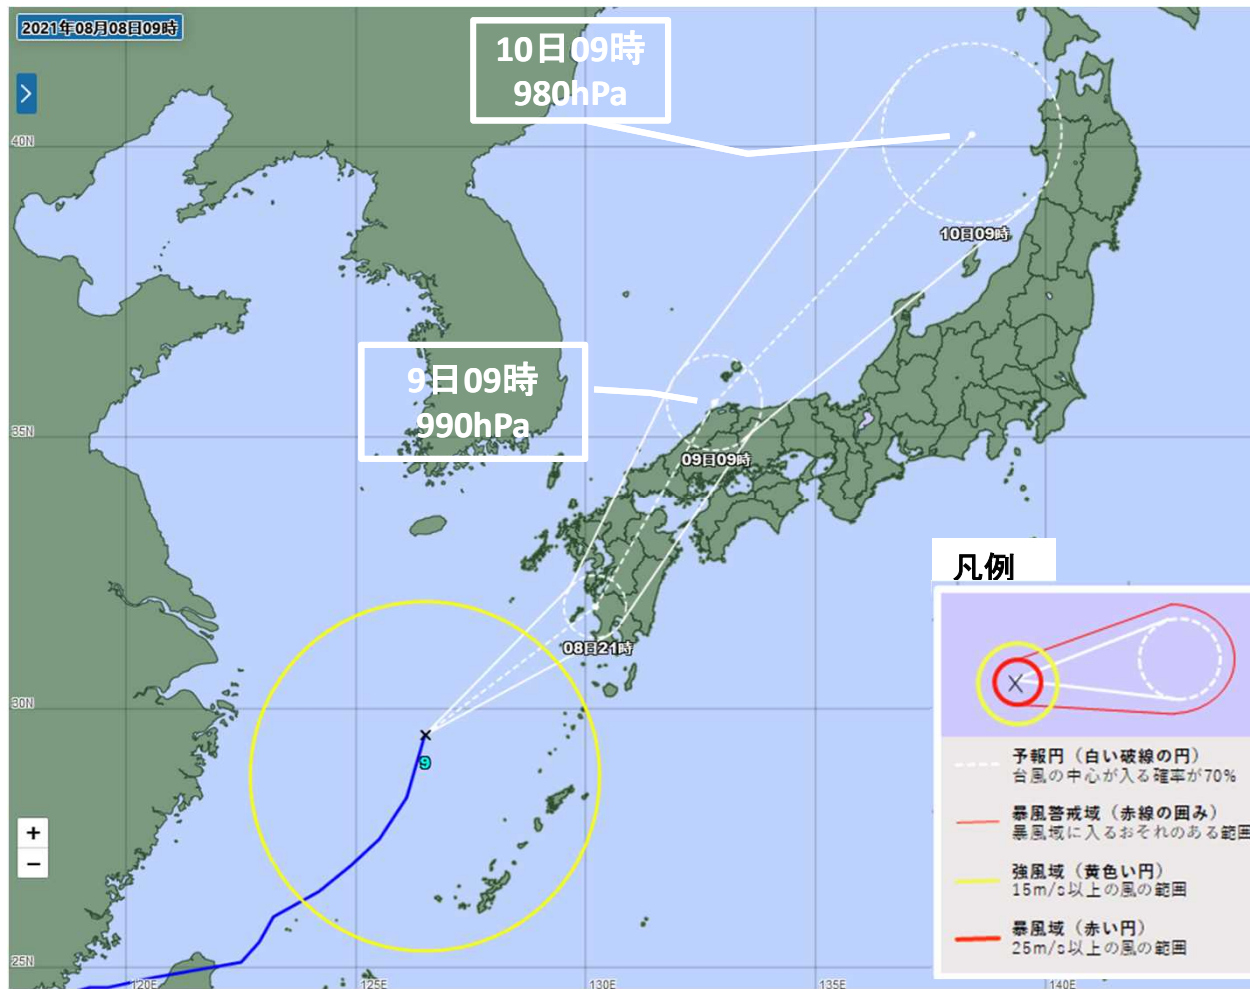 2021年08月08日09時
10日09時
980hPa
40N
10日09時
9日09時
990hPa
35N
09日09時
凡例
08日21時
30N
9
予報円（白い破線の円）
台風の中心が入る確率が70%
暴風警戒域（赤線の囲み）
暴風域に入るおそれのある範囲
+
−
強風域（黄色い円）
15m/s以上の風の範囲
暴風域（赤い円）
25m/s以上の風の範囲
25N
120E
125E
130E
135E
140E